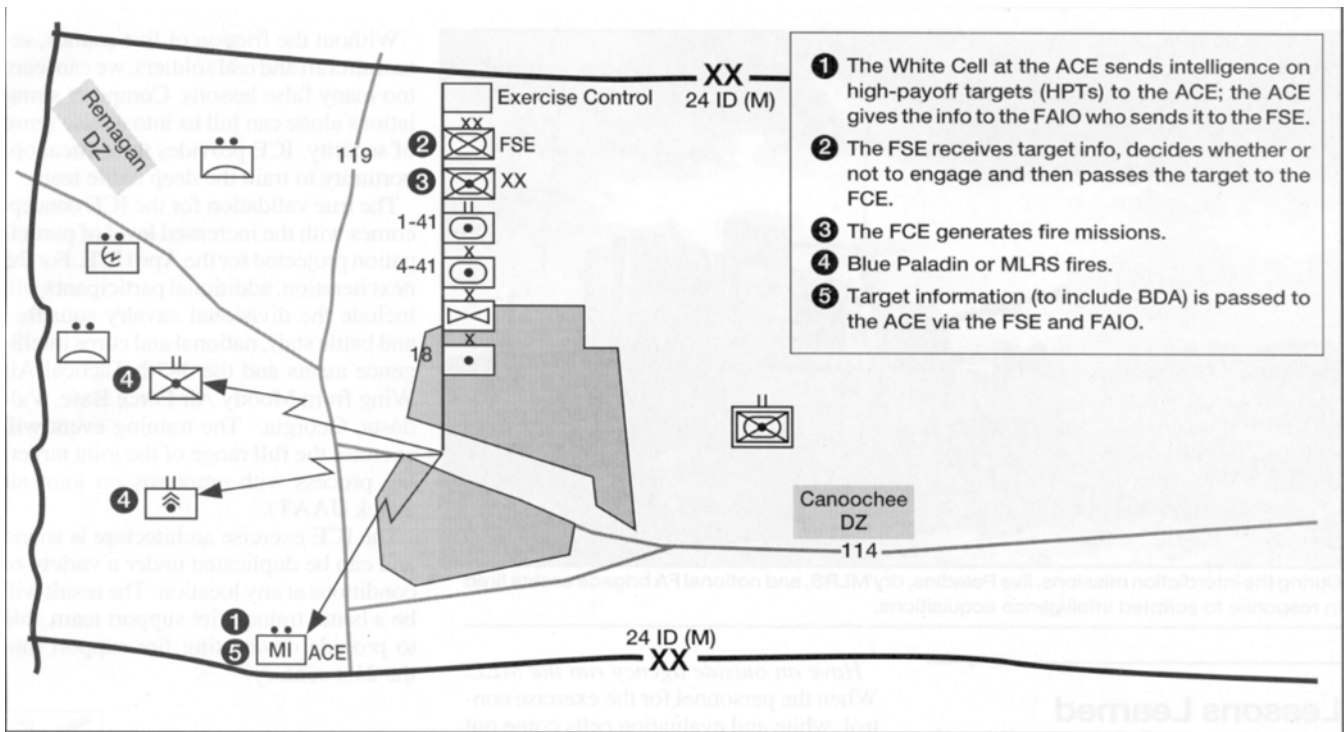 XX
24 ID (M)
Remagen
DZ
119
Exercise Control
XX
2
FSE
3
XX
1-41
4-41
X
X
18
X
4
4
1
5
MI
ACE
Canoochee
DZ
114
24 ID (M)
XX
1 The White Cell at the ACE sends intelligence on
high-payoff targets (HPTs) to the ACE; the ACE
gives the info to the FAIO who sends it to the FSE.
2 The FSE receives target info, decides whether or
not to engage and then passes the target to the
FCE.
3 The FCE generates fire missions.
4 Blue Paladin or MLRS fires.
5 Target information (to include BDA) is passed to
the ACE via the FSE and FAIO.